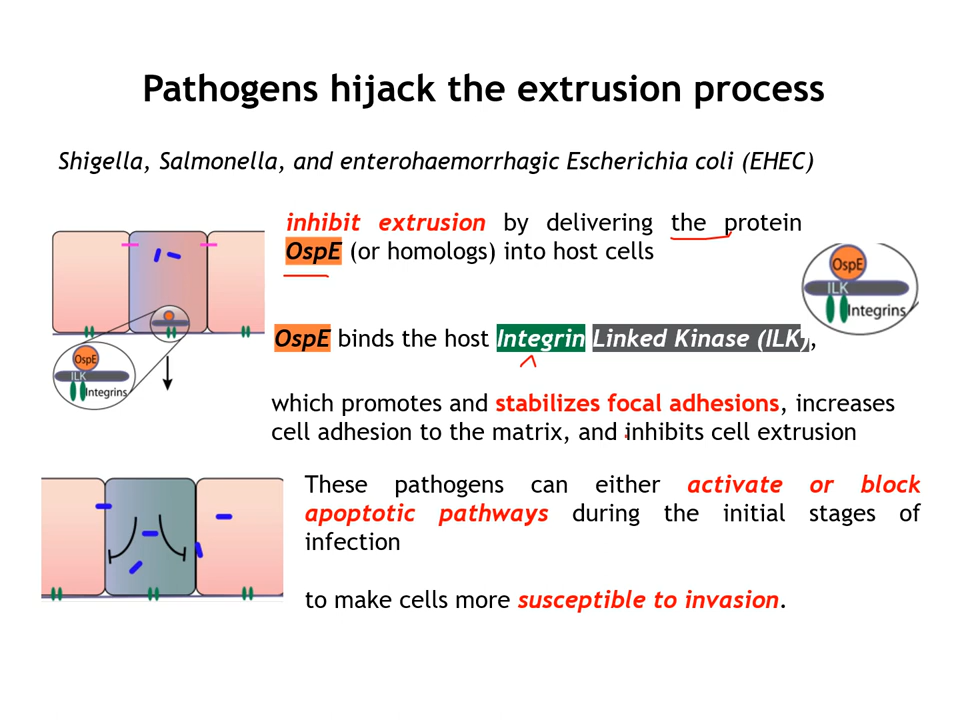 Pathogens hijack the extrusion process
Shigella, Salmonella, and enterohaemorrhagic Escherichia coli (EHEC)
inhibit extrusion by delivering the protein
OspE (or homologs) into host cells
OspE
ILK
Integrins
OspE binds the host Integrin Linked Kinase (ILK),
OspE
ILK
Integrins
which promotes and stabilizes focal adhesions, increases
cell adhesion to the matrix, and inhibits cell extrusion
These pathogens can either activate or block
apoptotic pathways during the initial stages of
infection
to make cells more susceptible to invasion.